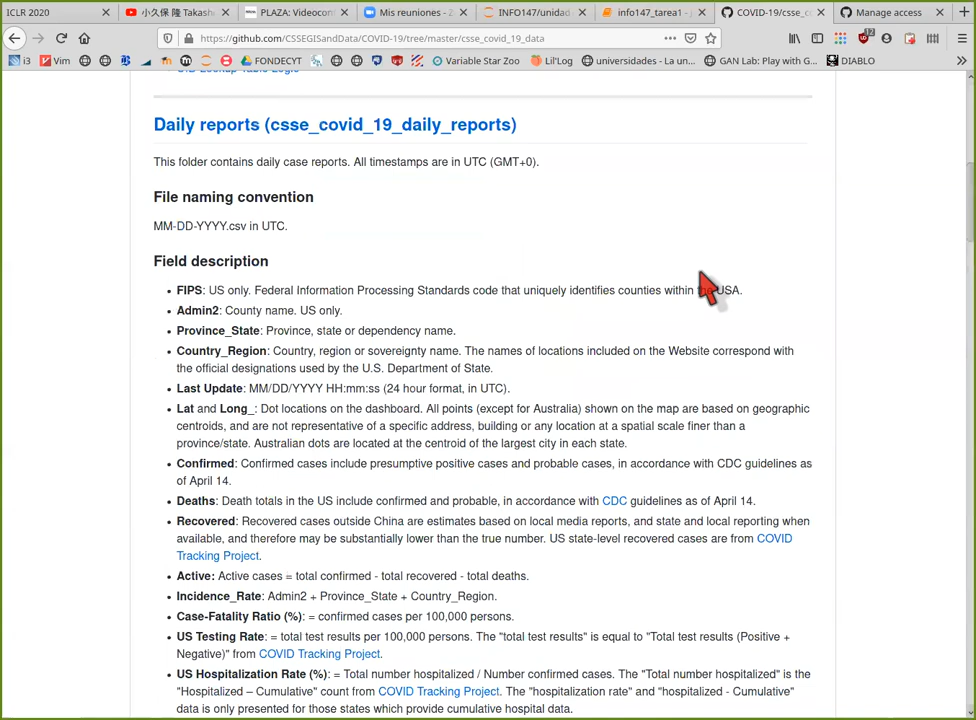 ICLR 2020
小久保 隆 Takash
PLAZA: Videocon
Mis reuniones - Z
INFO147/unidad
info147_tarea1 - j
COVID-19/csse_co
Manage access
https://github.com/CSSEGISandData/COVID-19/tree/master/csse_covid_19_data
12
i3
Vim
FONDECYT
Variable Star Zoo
Lil'Log
universidades - La un...
GAN Lab: Play with G...
DIABLO
UID Lookup Table Logic
Daily reports (csse_covid_19_daily_reports)
This folder contains daily case reports. All timestamps are in UTC (GMT+0).
File naming convention
MM-DD-YYYY.csv in UTC.
Field description
FIPS: US only. Federal Information Processing Standards code that uniquely identifies counties within the USA.
Admin2: County name. US only.
Province_State: Province, state or dependency name.
Country_Region: Country, region or sovereignty name. The names of locations included on the Website correspond with
the official designations used by the U.S. Department of State.
Last Update: MM/DD/YYYY HH:mm:ss (24 hour format, in UTC).
Lat and Long_: Dot locations on the dashboard. All points (except for Australia) shown on the map are based on geographic
centroids, and are not representative of a specific address, building or any location at a spatial scale finer than a
province/state. Australian dots are located at the centroid of the largest city in each state.
Confirmed: Confirmed cases include presumptive positive cases and probable cases, in accordance with CDC guidelines as
of April 14.
Deaths: Death totals in the US include confirmed and probable, in accordance with CDC guidelines as of April 14.
Recovered: Recovered cases outside China are estimates based on local media reports, and state and local reporting when
available, and therefore may be substantially lower than the true number. US state-level recovered cases are from COVID
Tracking Project.
Active: Active cases = total confirmed - total recovered - total deaths.
Incidence_Rate: Admin2 + Province_State + Country_Region.
Case-Fatality Ratio (%): = confirmed cases per 100,000 persons.
US Testing Rate: = total test results per 100,000 persons. The "total test results" is equal to "Total test results (Positive +
Negative)" from COVID Tracking Project.
US Hospitalization Rate (%): = Total number hospitalized / Number confirmed cases. The "Total number hospitalized" is the
"Hospitalized – Cumulative" count from COVID Tracking Project. The "hospitalization rate" and "hospitalized - Cumulative"
data is only presented for those states which provide cumulative hospital data.